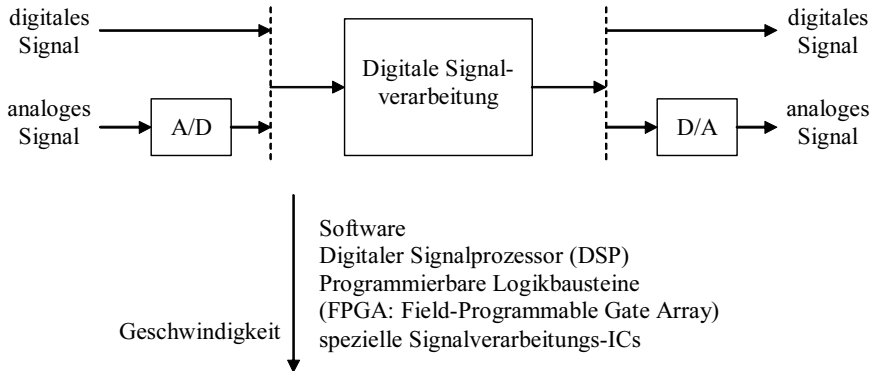 digitales
Signal
analoges
Signal
A/D
Digitale Signal-
verarbeitung
digitales
Signal
D/A
analoges
Signal
Software
Digitaler Signalprozessor (DSP)
Programmierbare Logikbausteine
(FPGA: Field-Programmable Gate Array)
spezielle Signalverarbeitungs-ICs
Geschwindigkeit